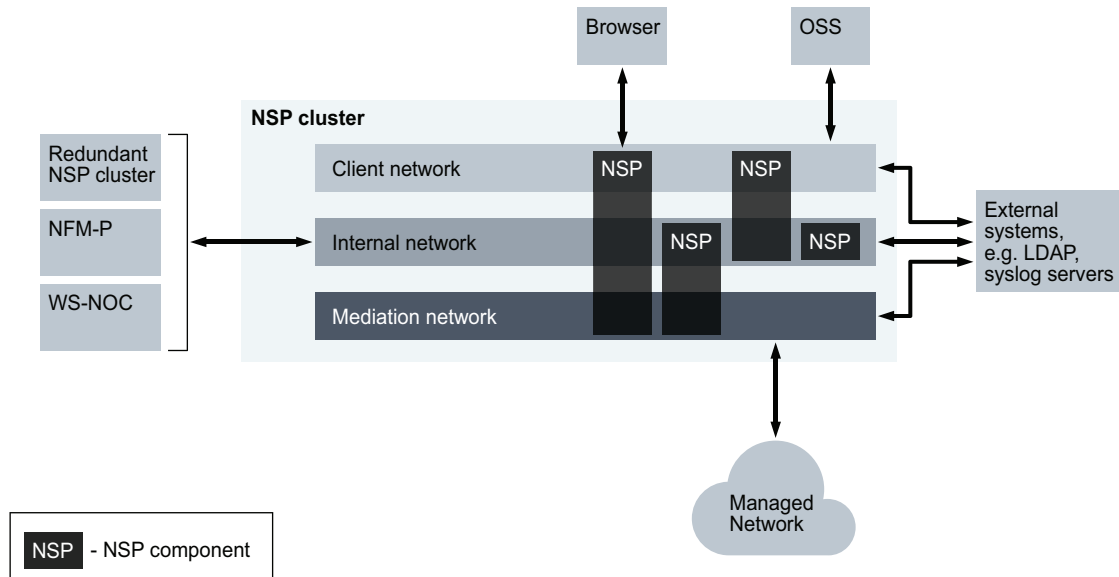 Browser
OSS
NSP cluster
Redundant
NSP cluster
NFM-P
WS-NOC
Client network
NSP
NSP
Internal network
NSP
NSP
Mediation network
External
systems,
e.g. LDAP,
syslog servers
Managed
Network
NSP - NSP component